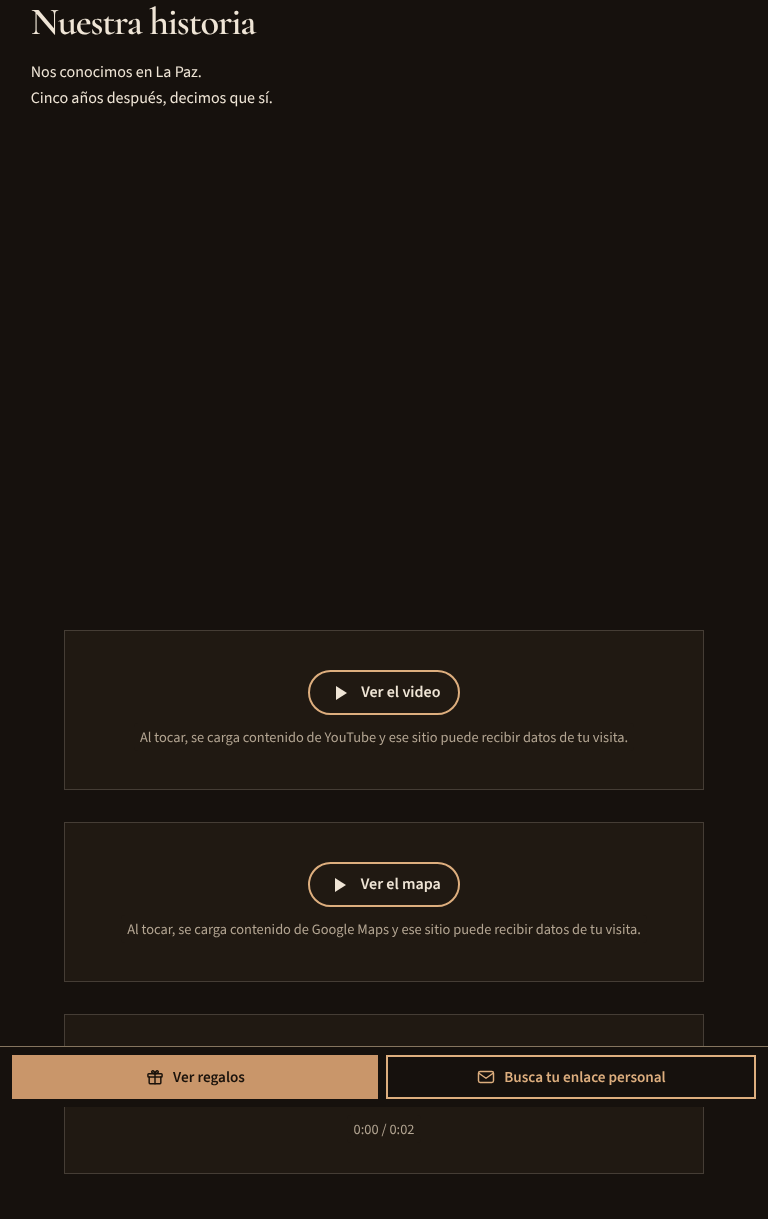 Nuestra historia
Nos conocimos en La Paz.
Cinco años después, decimos que sí.
Ver el video
Al tocar, se carga contenido de YouTube y ese sitio puede recibir datos de tu visita.
Ver el mapa
Al tocar, se carga contenido de Google Maps y ese sitio puede recibir datos de tu visita.
Ver regalos
Busca tu enlace personal
0:00 / 0:02